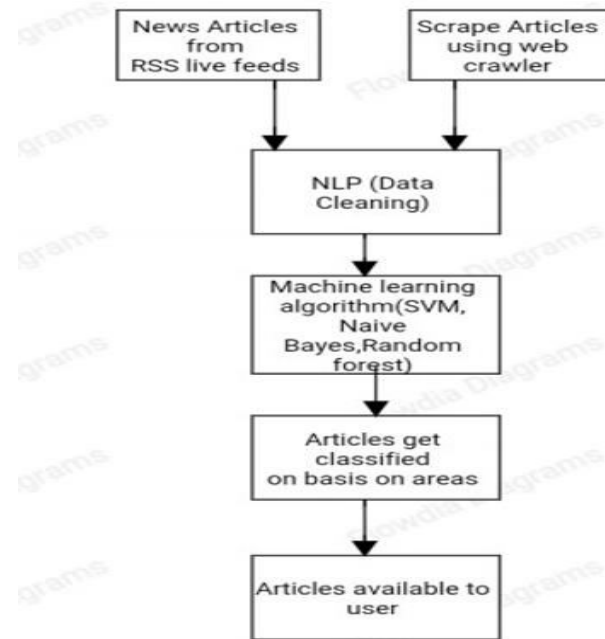 News Articles
from
RSS live feeds
Scrape Articles
using web
crawler
NLP (Data
Cleaning)
Machine learning
algorithm(SVM,
Naive
Bayes,Random
forest)
Articles get
classified
on basis on areas
Articles available to
user